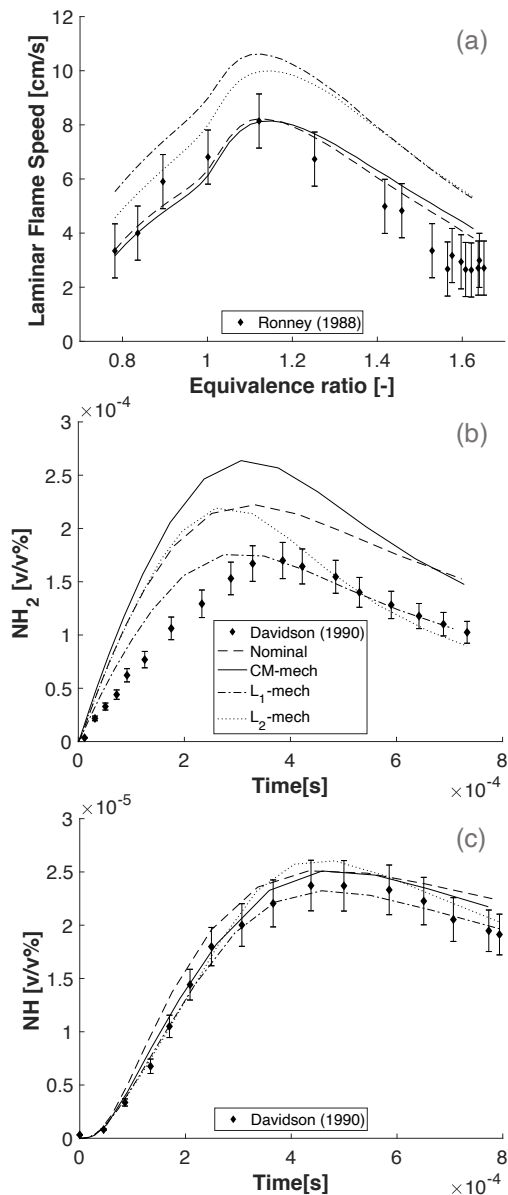 (a)
Laminar Flame Speed [cm/s]
12
10
8
6
4
2
0
Ronney (1988)
0.8
1
1.2
1.4
1.6
Equivalence ratio [-]
×10⁻⁴
(b)
NH₂ [v/v%]
3
2.5
2
1.5
1
0.5
0
Davidson (1990)
Nominal
CM-mech
L₁-mech
L₂-mech
0
2
4
6
8
Time[s]
×10⁻⁴
×10⁻⁵
(c)
NH [v/v%]
3
2.5
2
1.5
1
0.5
0
Davidson (1990)
0
2
4
6
8
Time[s]
×10⁻⁴